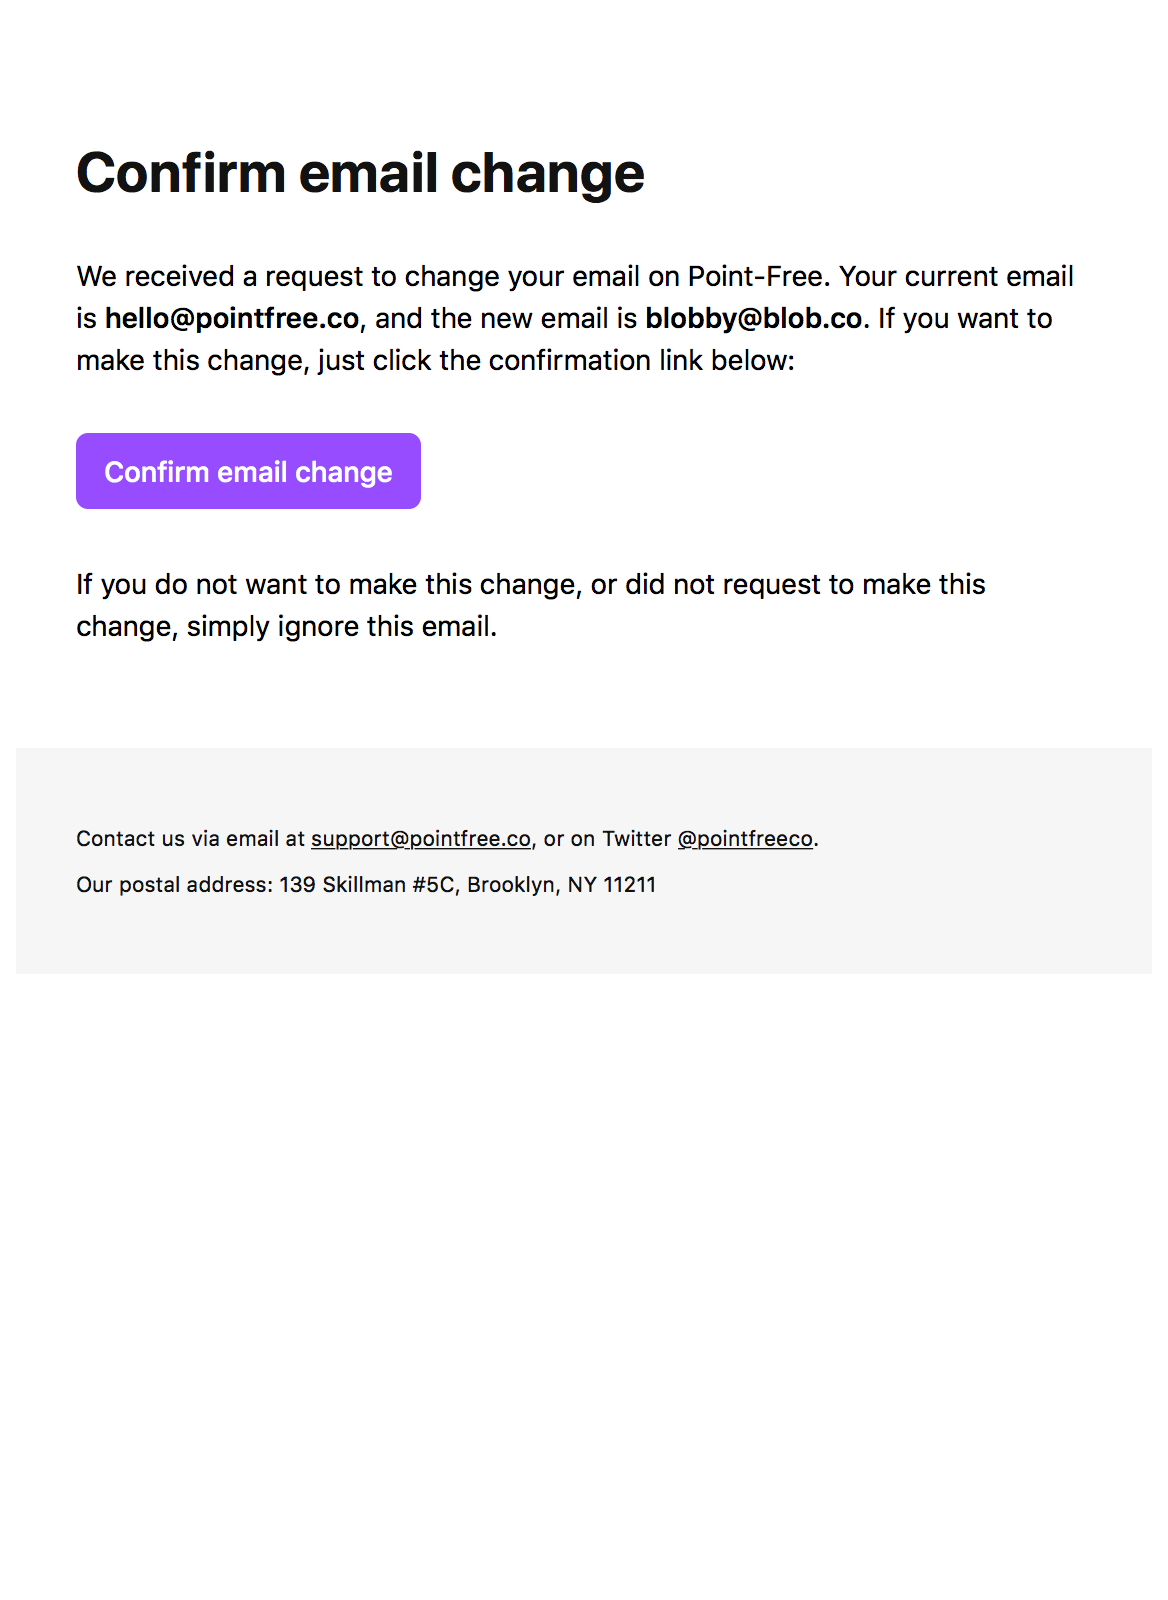 Confirm email change
We received a request to change your email on Point-Free. Your current email
is hello@pointfree.co, and the new email is blobby@blob.co. If you want to
make this change, just click the confirmation link below:
Confirm email change
If you do not want to make this change, or did not request to make this
change, simply ignore this email.
Contact us via email at support@pointfree.co, or on Twitter @pointfreeco.
Our postal address: 139 Skillman #5C, Brooklyn, NY 11211